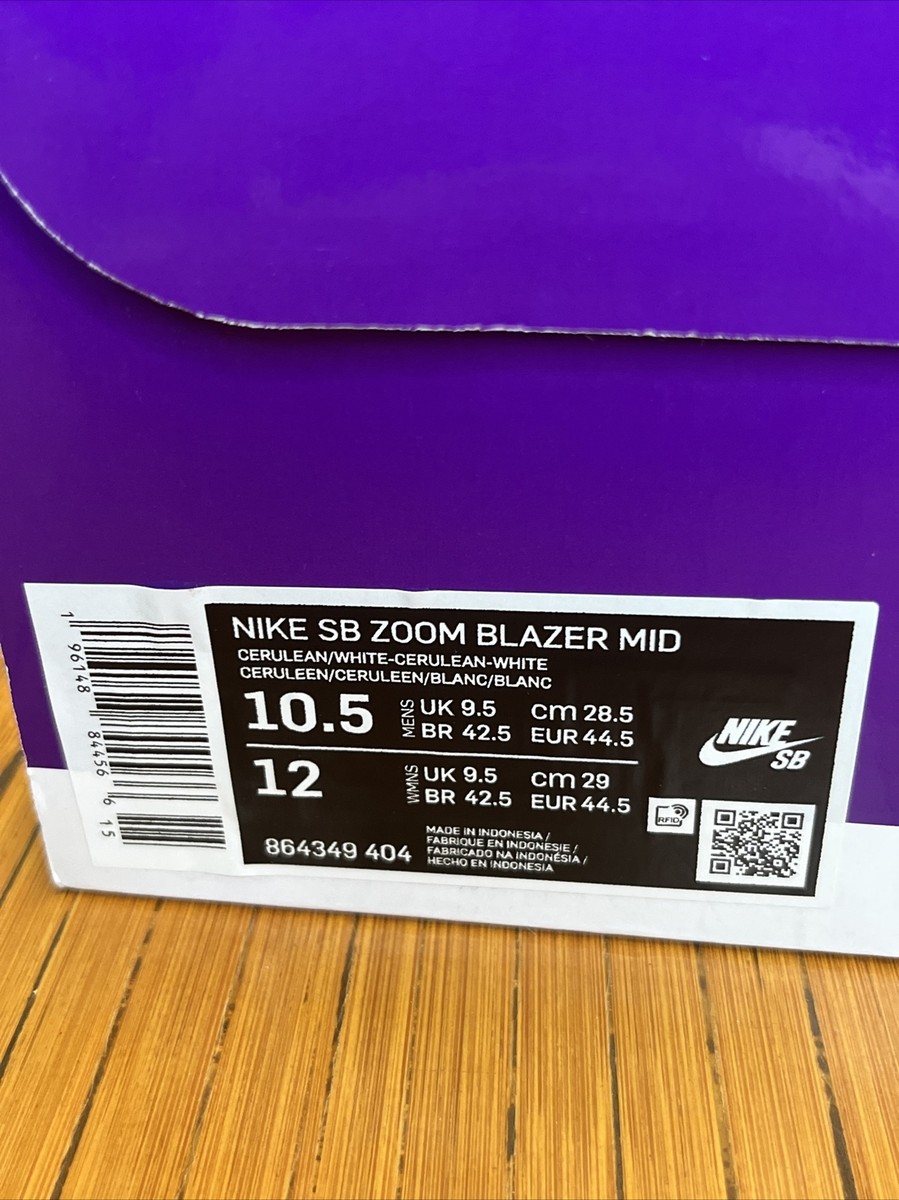 1 96148 84456 6 15
NIKE SB ZOOM BLAZER MID
CERULEAN/WHITE-CERULEAN-WHITE
CERULEEN/CERULEEN/BLANC/BLANC
10.5 MENS UK 9.5 cm 28.5
BR 42.5 EUR 44.5
12 WMNS UK 9.5 cm 29
BR 42.5 EUR 44.5
NIKE
SB
RFID
864349 404
MADE IN INDONESIA /
FABRIQUE EN INDONESIE /
FABRICADO NA INDONÉSIA /
HECHO EN INDONESIA